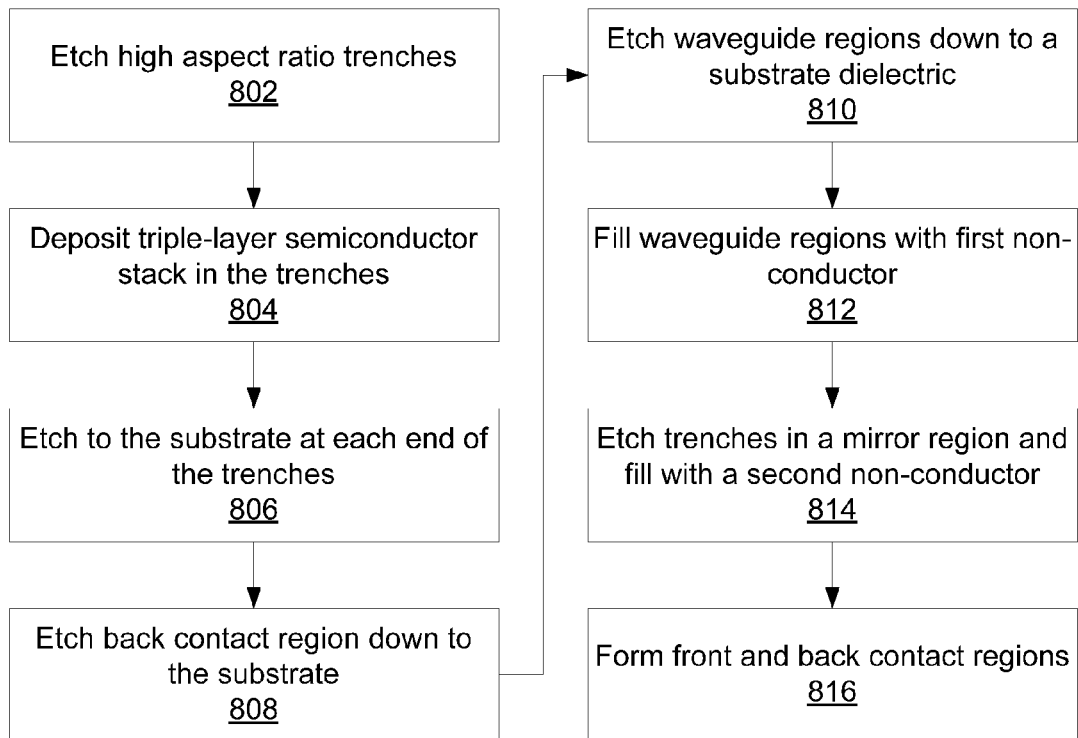 Etch high aspect ratio trenches
802
Deposit triple-layer semiconductor
stack in the trenches
804
Etch to the substrate at each end of
the trenches
806
Etch back contact region down to
the substrate
808
Etch waveguide regions down to a
substrate dielectric
810
Fill waveguide regions with first non-
conductor
812
Etch trenches in a mirror region and
fill with a second non-conductor
814
Form front and back contact regions
816